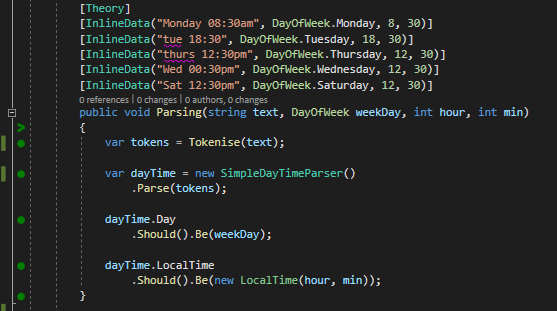 [Theory]
[InlineData("Monday 08:30am", DayOfWeek.Monday, 8, 30)]
[InlineData("tue 18:30", DayOfWeek.Tuesday, 18, 30)]
[InlineData("thurs 12:30pm", DayOfWeek.Thursday, 12, 30)]
[InlineData("Wed 00:30pm", DayOfWeek.Wednesday, 12, 30)]
[InlineData("Sat 12:30pm", DayOfWeek.Saturday, 12, 30)]
0 references | 0 changes | 0 authors, 0 changes
public void Parsing(string text, DayOfWeek weekDay, int hour, int min)
{
var tokens = Tokenise(text);
var dayTime = new SimpleDayTimeParser()
.Parse(tokens);
dayTime.Day
.Should().Be(weekDay);
dayTime.LocalTime
.Should().Be(new LocalTime(hour, min));
}